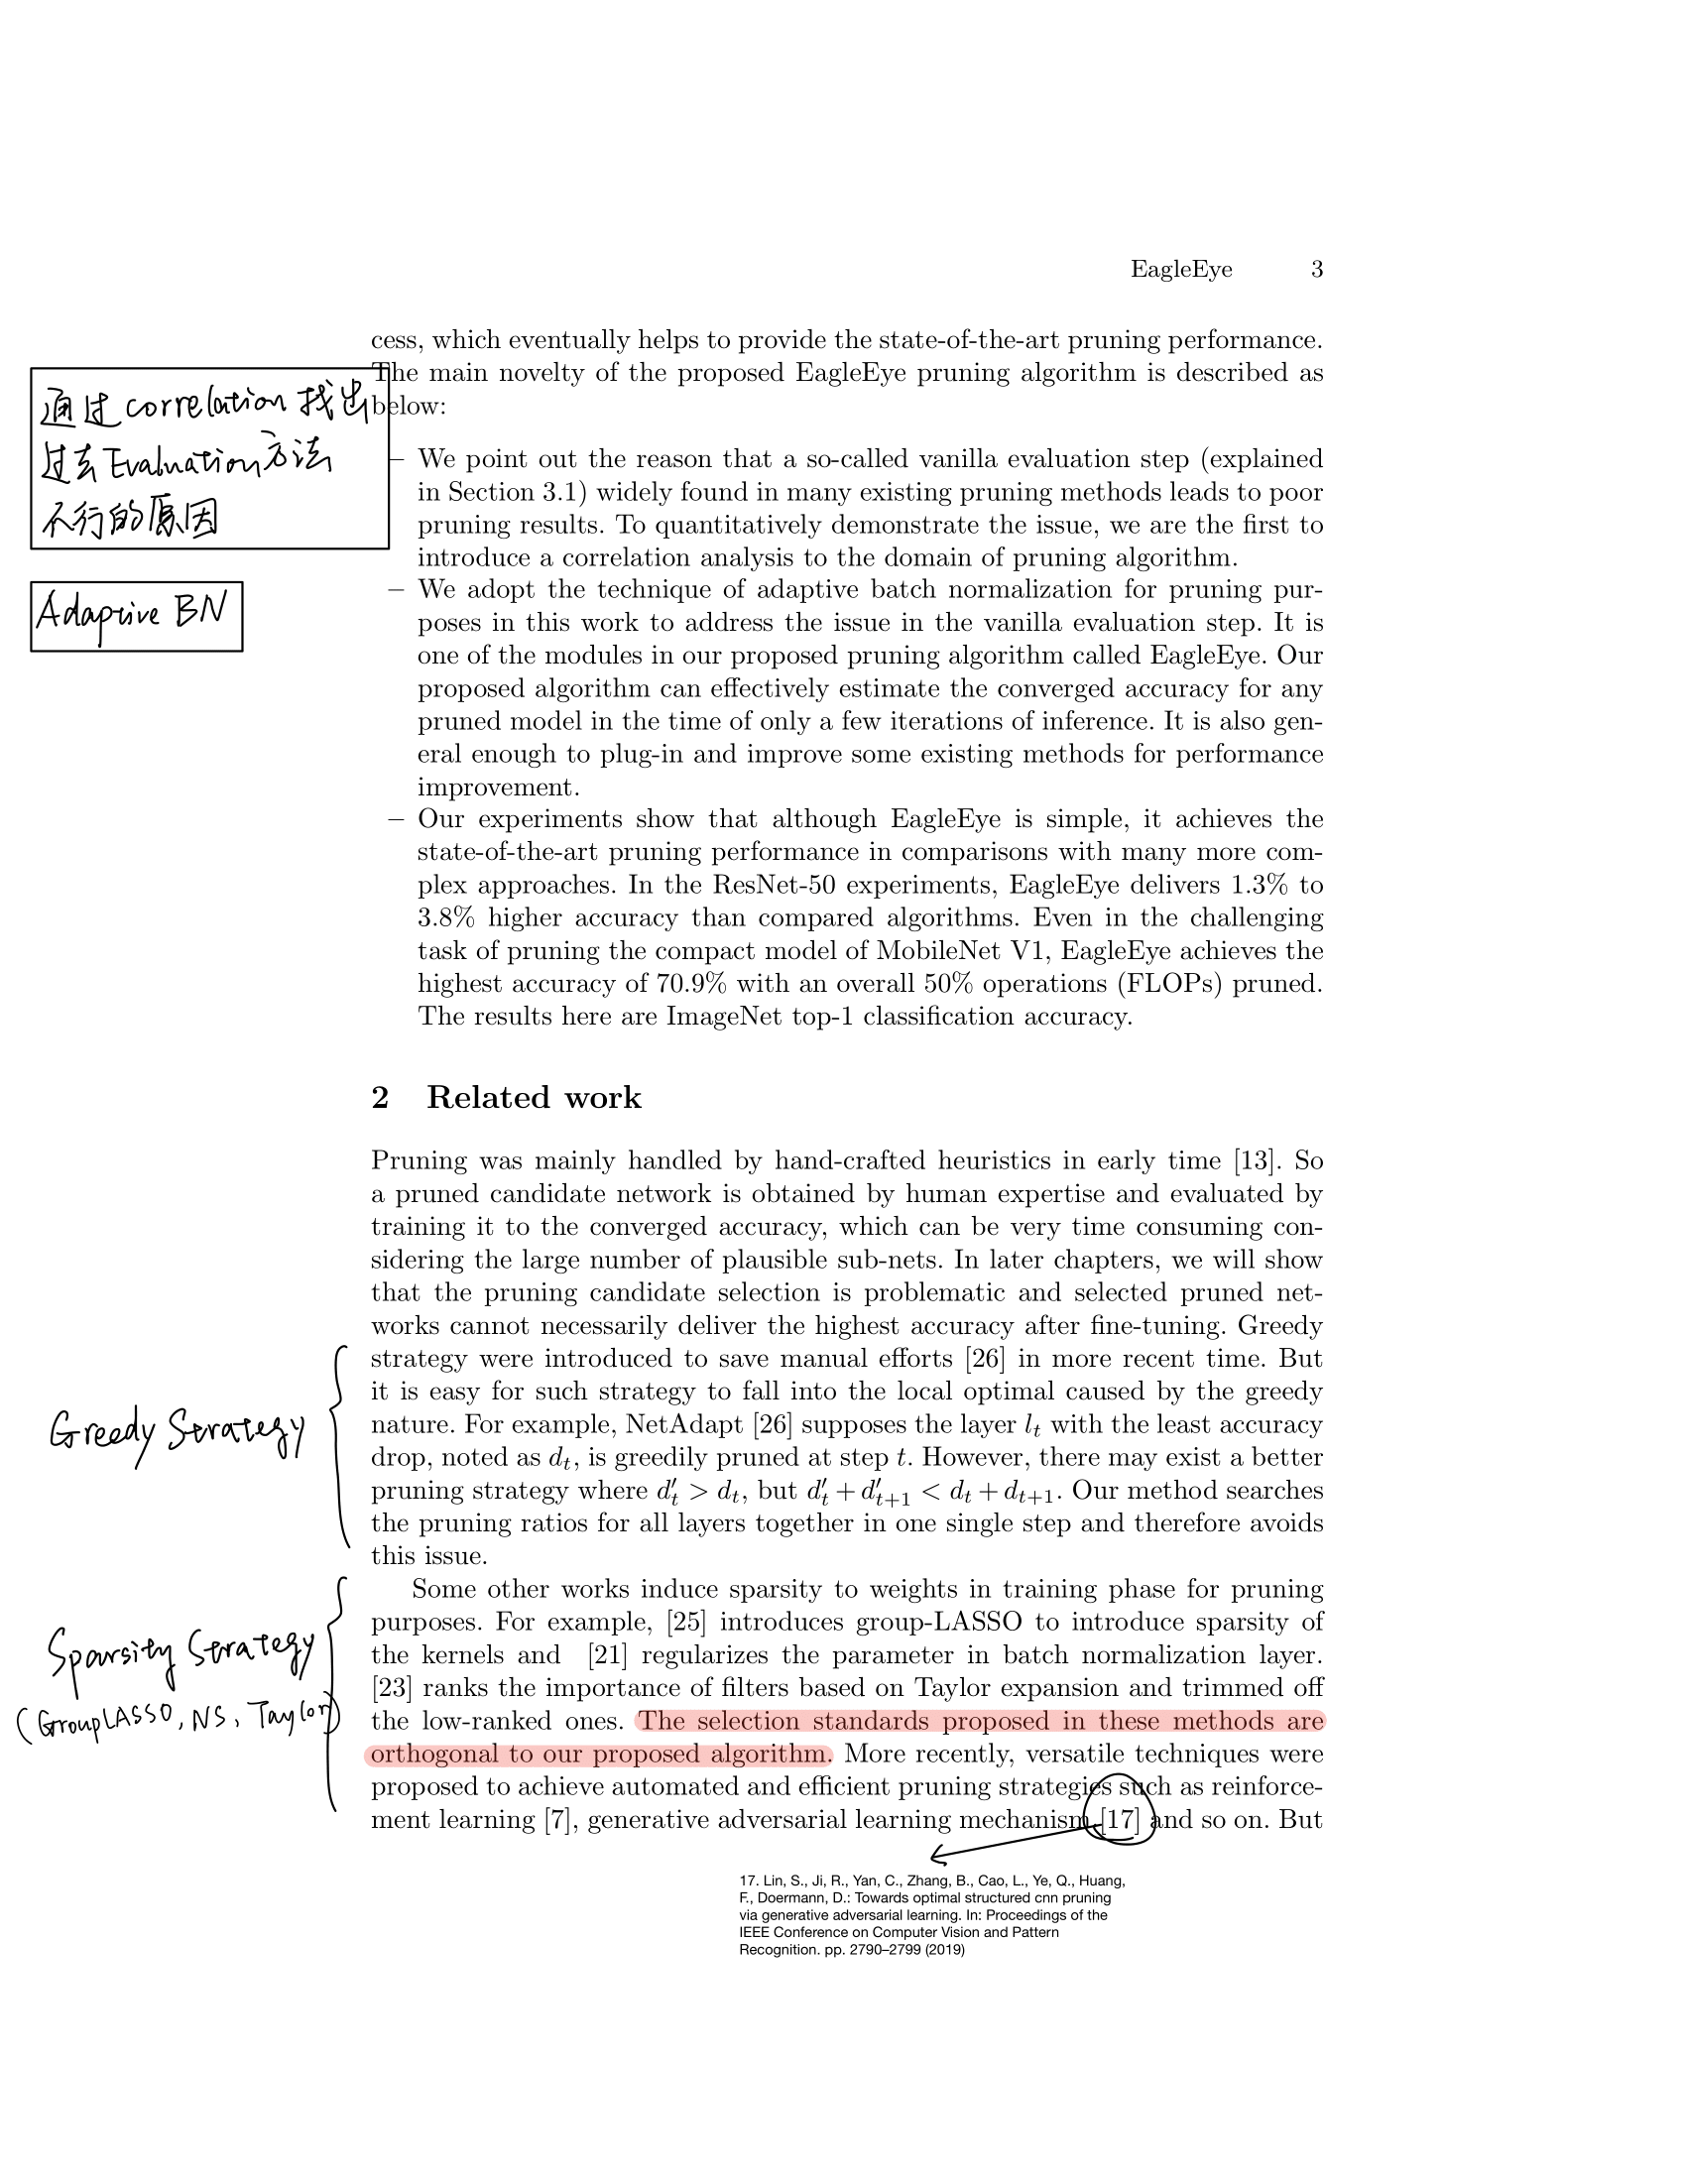 EagleEye 3
cess, which eventually helps to provide the state-of-the-art pruning performance.
The main novelty of the proposed EagleEye pruning algorithm is described as
below:
通过correlation找出
过去Evaluation方法
不行的原因
– We point out the reason that a so-called vanilla evaluation step (explained
in Section 3.1) widely found in many existing pruning methods leads to poor
pruning results. To quantitatively demonstrate the issue, we are the first to
introduce a correlation analysis to the domain of pruning algorithm.
Adaptive BN
– We adopt the technique of adaptive batch normalization for pruning pur-
poses in this work to address the issue in the vanilla evaluation step. It is
one of the modules in our proposed pruning algorithm called EagleEye. Our
proposed algorithm can effectively estimate the converged accuracy for any
pruned model in the time of only a few iterations of inference. It is also gen-
eral enough to plug-in and improve some existing methods for performance
improvement.
– Our experiments show that although EagleEye is simple, it achieves the
state-of-the-art pruning performance in comparisons with many more com-
plex approaches. In the ResNet-50 experiments, EagleEye delivers 1.3% to
3.8% higher accuracy than compared algorithms. Even in the challenging
task of pruning the compact model of MobileNet V1, EagleEye achieves the
highest accuracy of 70.9% with an overall 50% operations (FLOPs) pruned.
The results here are ImageNet top-1 classification accuracy.
2 Related work
Pruning was mainly handled by hand-crafted heuristics in early time [13]. So
a pruned candidate network is obtained by human expertise and evaluated by
training it to the converged accuracy, which can be very time consuming con-
sidering the large number of plausible sub-nets. In later chapters, we will show
that the pruning candidate selection is problematic and selected pruned net-
works cannot necessarily deliver the highest accuracy after fine-tuning. Greedy
strategy were introduced to save manual efforts [26] in more recent time. But
it is easy for such strategy to fall into the local optimal caused by the greedy
nature. For example, NetAdapt [26] supposes the layer l_t with the least accuracy
drop, noted as d_t, is greedily pruned at step t. However, there may exist a better
pruning strategy where d'_t > d_t, but d'_t + d'_{t+1} < d_t + d_{t+1}. Our method searches
the pruning ratios for all layers together in one single step and therefore avoids
this issue.
Greedy Strategy
Some other works induce sparsity to weights in training phase for pruning
purposes. For example, [25] introduces group-LASSO to introduce sparsity of
the kernels and [21] regularizes the parameter in batch normalization layer.
[23] ranks the importance of filters based on Taylor expansion and trimmed off
the low-ranked ones. The selection standards proposed in these methods are
orthogonal to our proposed algorithm. More recently, versatile techniques were
proposed to achieve automated and efficient pruning strategies such as reinforce-
ment learning [7], generative adversarial learning mechanism [17] and so on. But
Sparsity Strategy
(GroupLASSO, NS, Taylor)
17. Lin, S., Ji, R., Yan, C., Zhang, B., Cao, L., Ye, Q., Huang,
F., Doermann, D.: Towards optimal structured cnn pruning
via generative adversarial learning. In: Proceedings of the
IEEE Conference on Computer Vision and Pattern
Recognition. pp. 2790–2799 (2019)